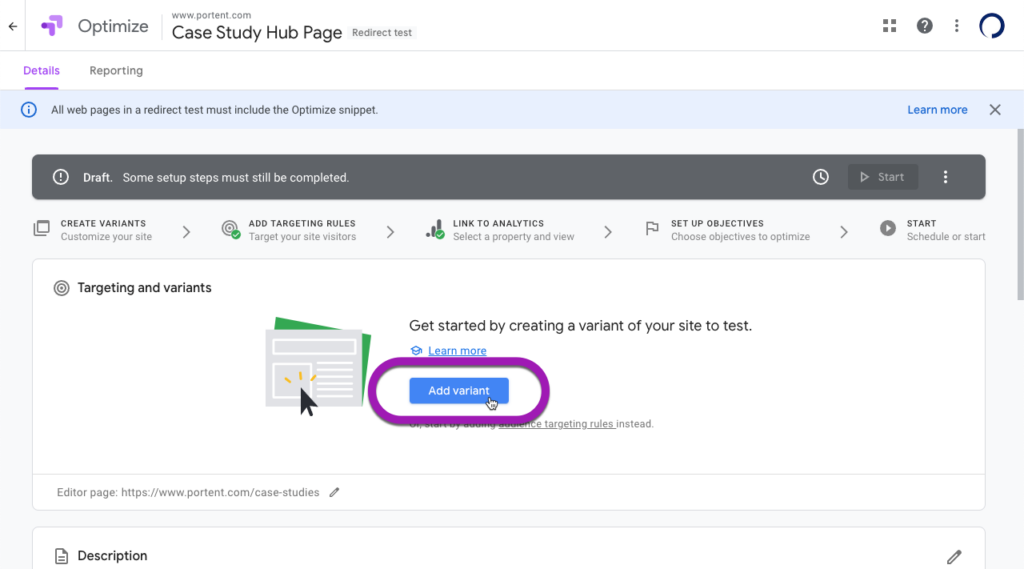 www.portent.com
Optimize
Case Study Hub Page Redirect test
Details Reporting
All web pages in a redirect test must include the Optimize snippet. Learn more
Draft. Some setup steps must still be completed. Start
CREATE VARIANTS
Customize your site
ADD TARGETING RULES
Target your site visitors
LINK TO ANALYTICS
Select a property and view
SET UP OBJECTIVES
Choose objectives to optimize
START
Schedule or start
Targeting and variants
Get started by creating a variant of your site to test.
Learn more
Add variant
Or, start by adding audience targeting rules instead.
Editor page: https://www.portent.com/case-studies
Description